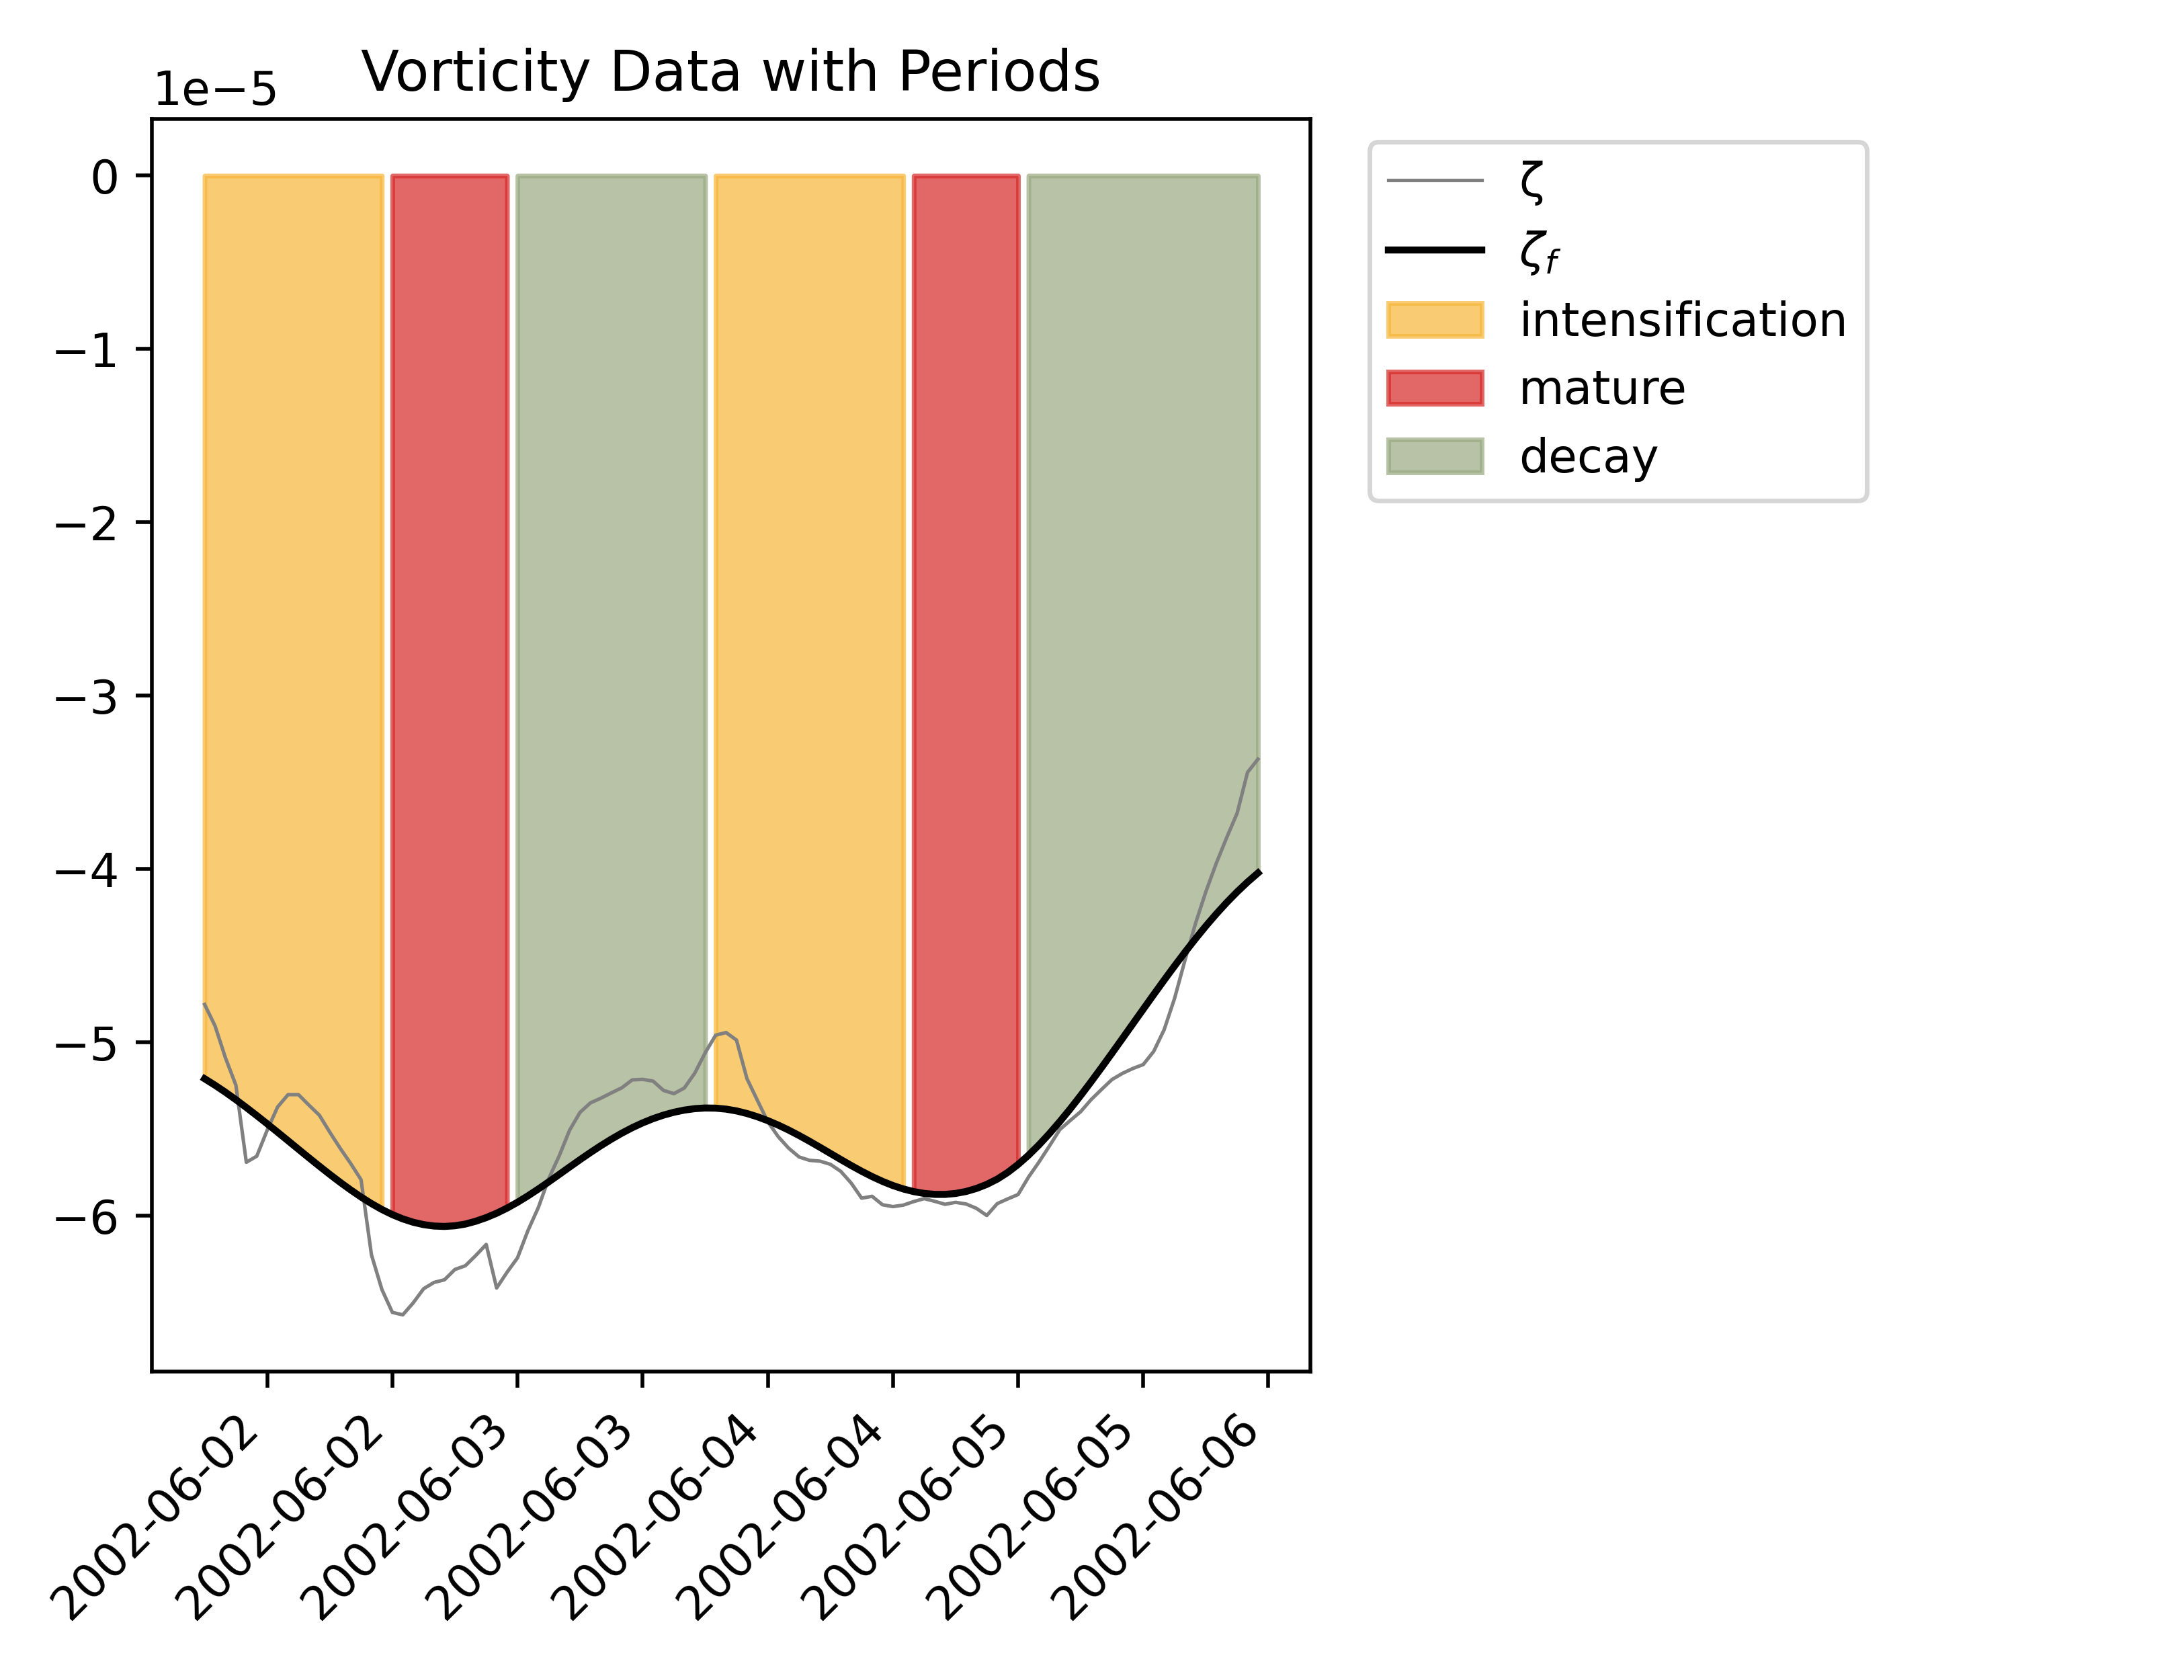 Vorticity Data with Periods
1e−5
0
−1
−2
−3
−4
−5
−6
2002-06-02
2002-06-02
2002-06-03
2002-06-03
2002-06-04
2002-06-04
2002-06-05
2002-06-05
2002-06-06
ζ
ζf
intensification
mature
decay